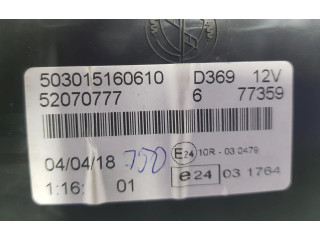 503015160610 D369 12V
52070777 6 77359
04/04/18 750 E24 10R - 03 0479
1:16: 01 e24 03 1764